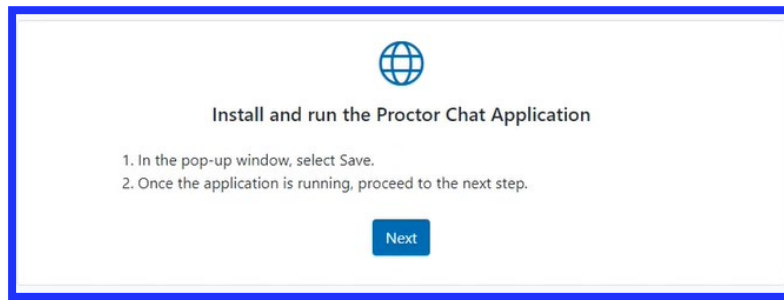 Install and run the Proctor Chat Application
1. In the pop-up window, select Save.
2. Once the application is running, proceed to the next step.
Next